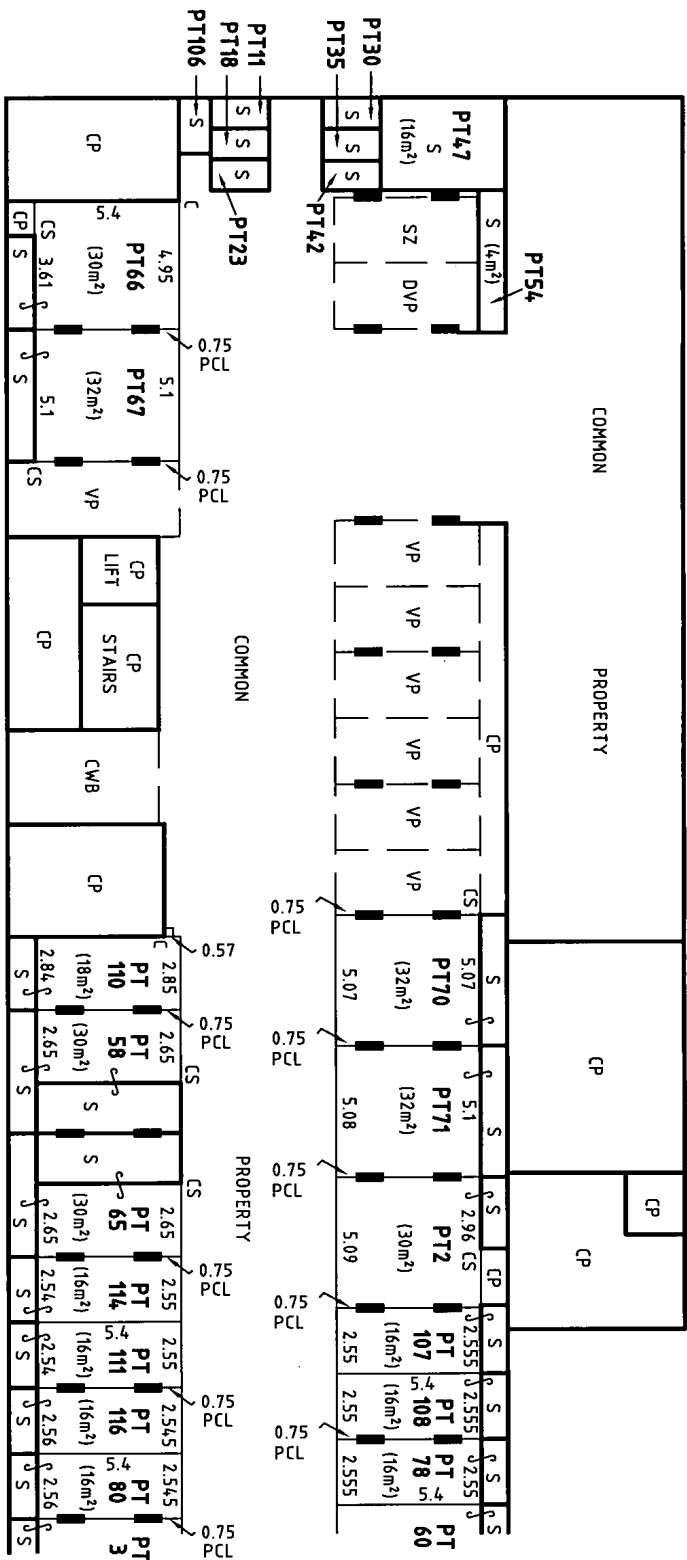 COMMON
PROPERTY
CP
CP
CP
PT47
S
(16m²)
S (4m²)
PT54
PT30
PT35
PT42
S
S
S
SZ
DVP
PT11
PT18
PT23
PT106
S
S
S
S
CP
VP
VP
VP
VP
VP
VP
CP
CS
0.75
PCL
S
5.07
PT70
(32m²)
5.07
0.75
PCL
S
5.1
PT71
(32m²)
5.08
S
2.96
CS
CP
PT2
(30m²)
5.09
0.75
PCL
S
2.555
PT
107
(16m²)
2.55
5.4
S
2.555
PT
108
(16m²)
2.55
0.75
PCL
S
2.55
PT
78
(16m²)
2.555
5.4
S
PT
60
COMMON
PROPERTY
C
5.4
4.95
PT66
(30m²)
3.61
CS
CP
S
0.75
PCL
5.1
PT67
(32m²)
5.1
S
0.75
PCL
CS
VP
CP
LIFT
CP
STAIRS
CP
CWB
CP
0.57
C
2.85
PT
110
(18m²)
2.84
S
0.75
PCL
2.65
PT
58
(30m²)
2.65
S
CS
S
S
CS
2.65
PT
65
(30m²)
2.65
S
0.75
PCL
2.55
PT
114
(16m²)
2.54
S
5.4
2.55
PT
111
(16m²)
2.54
S
0.75
PCL
2.545
PT
116
(16m²)
2.56
S
5.4
2.545
PT
80
(16m²)
2.56
S
0.75
PCL
PT
3
S